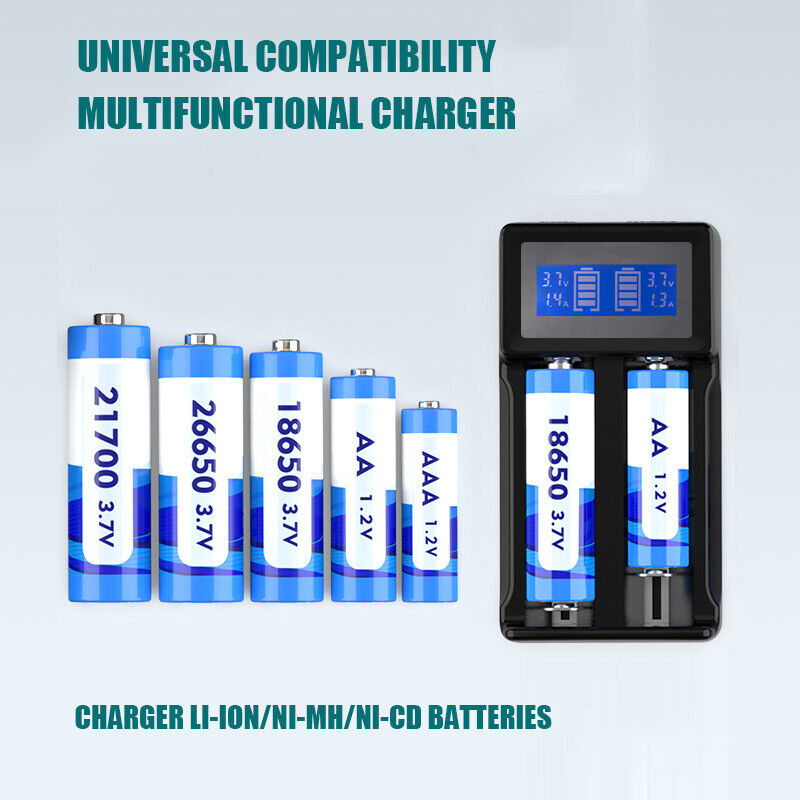 UNIVERSAL COMPATIBILITY
MULTIFUNCTIONAL CHARGER
3.7V
1.4A
3.7V
1.3A
21700 3.7V
26650 3.7V
18650 3.7V
AA 1.2V
AAA 1.2V
18650 3.7V
AA 1.2V
CHARGER LI-ION/NI-MH/NI-CD BATTERIES